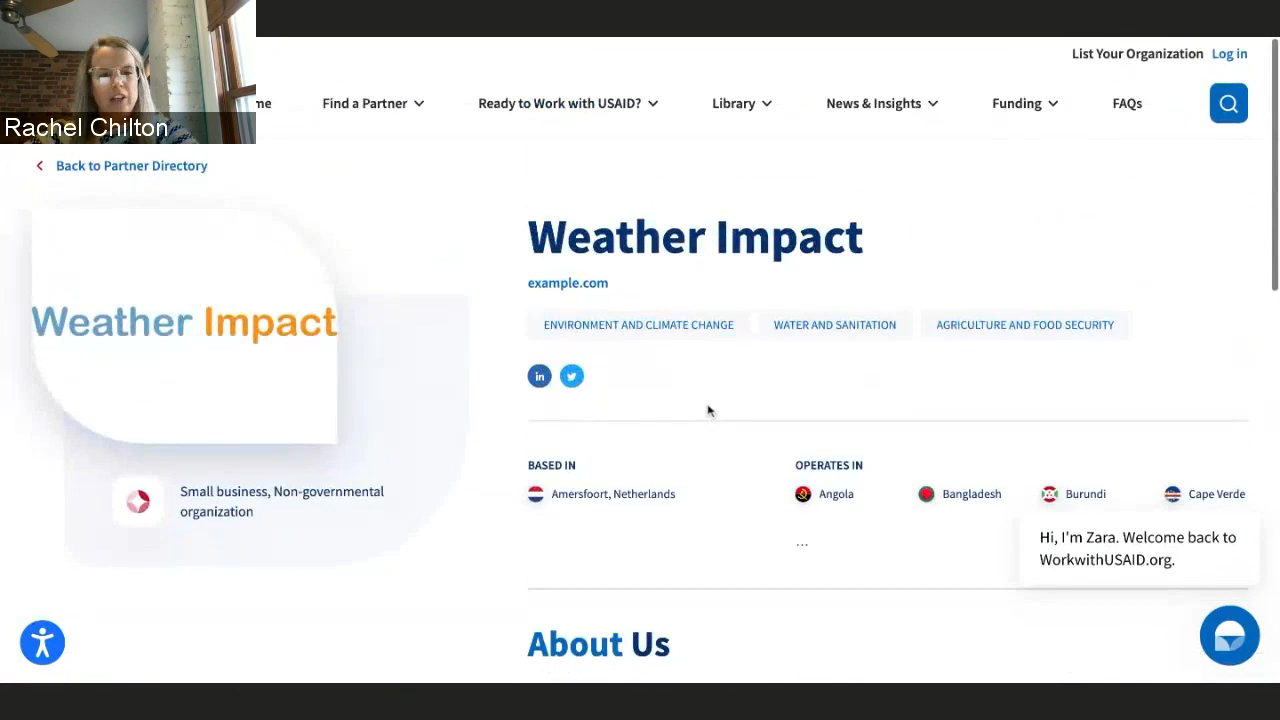 List Your Organization Log in
me Find a Partner Ready to Work with USAID? Library News & Insights Funding FAQs
Rachel Chilton
Back to Partner Directory
Weather Impact
Weather Impact
example.com
ENVIRONMENT AND CLIMATE CHANGE WATER AND SANITATION AGRICULTURE AND FOOD SECURITY
in
BASED IN
Amersfoort, Netherlands
OPERATES IN
Angola Bangladesh Burundi Cape Verde
...
Small business, Non-governmental
organization
Hi, I'm Zara. Welcome back to
WorkwithUSAID.org.
About Us